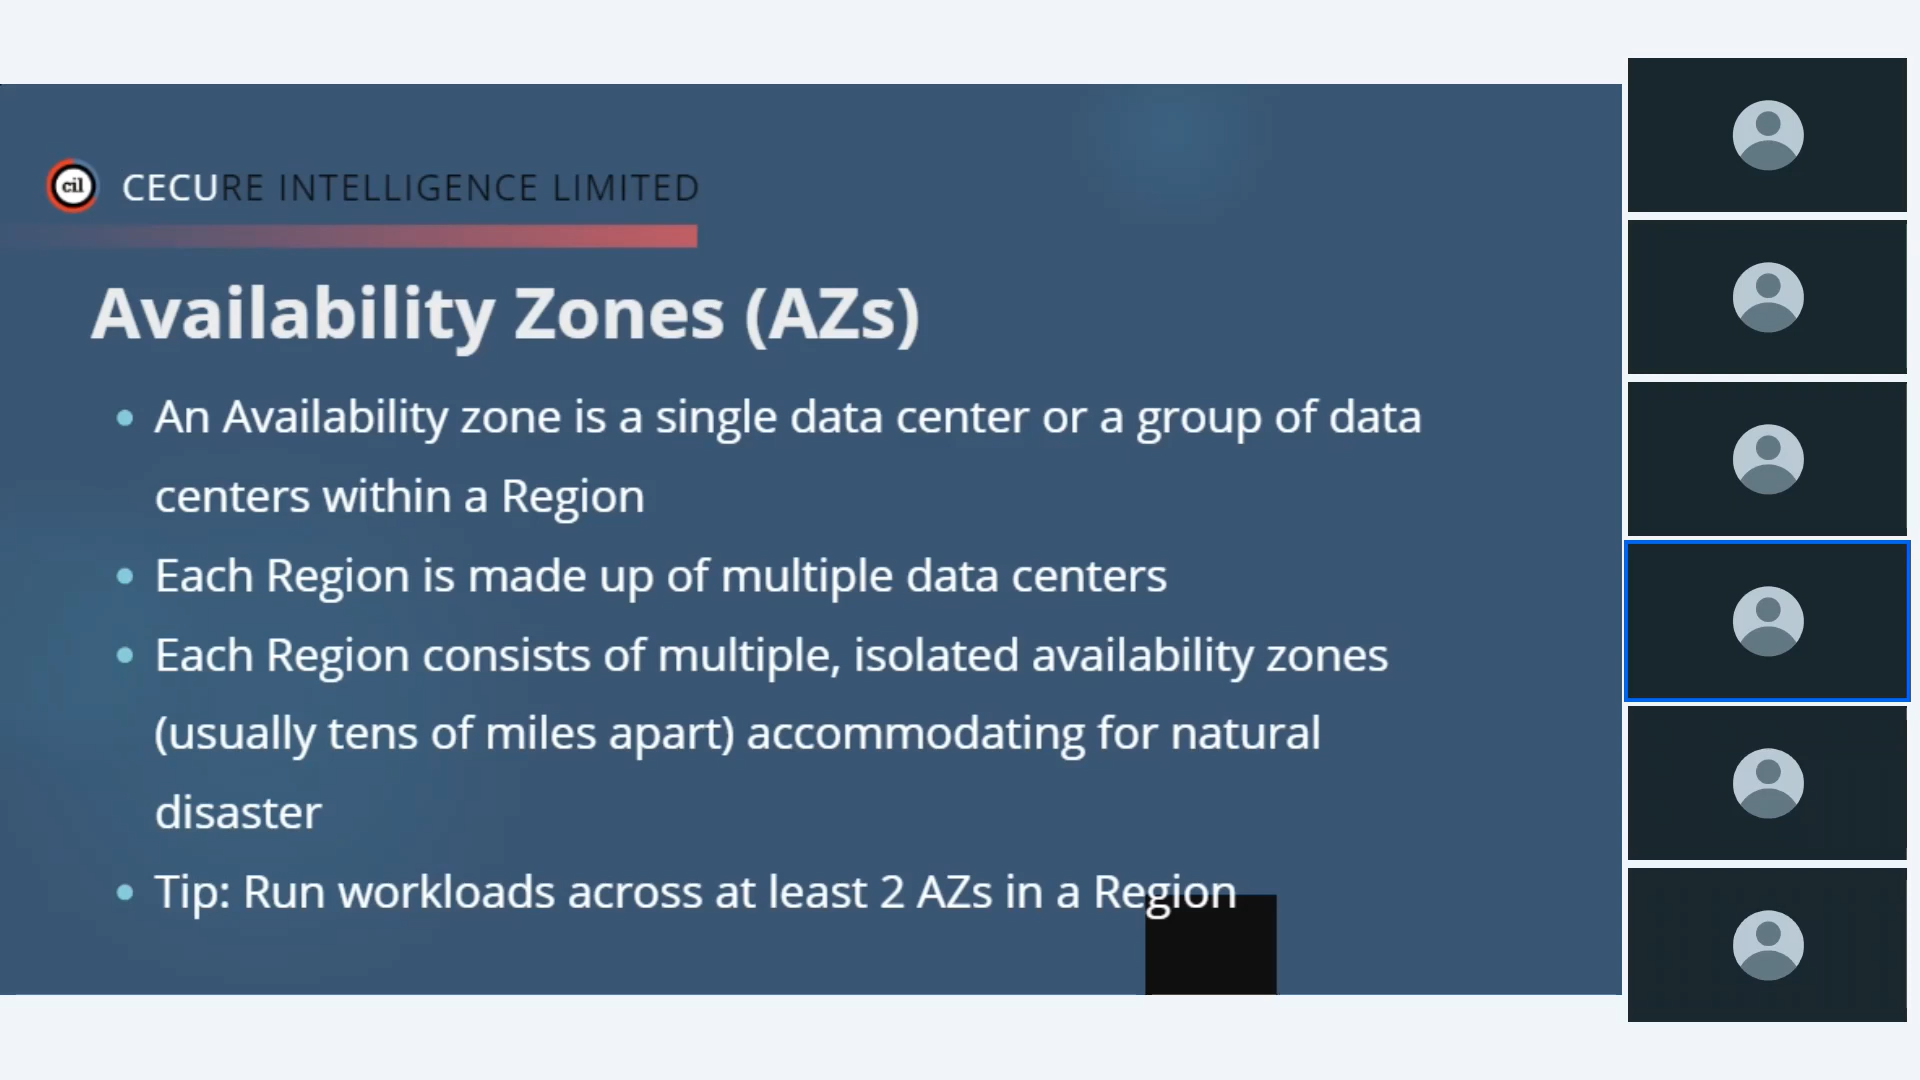 cil CECURE INTELLIGENCE LIMITED
Availability Zones (AZs)
• An Availability zone is a single data center or a group of data
centers within a Region
• Each Region is made up of multiple data centers
• Each Region consists of multiple, isolated availability zones
(usually tens of miles apart) accommodating for natural
disaster
• Tip: Run workloads across at least 2 AZs in a Region